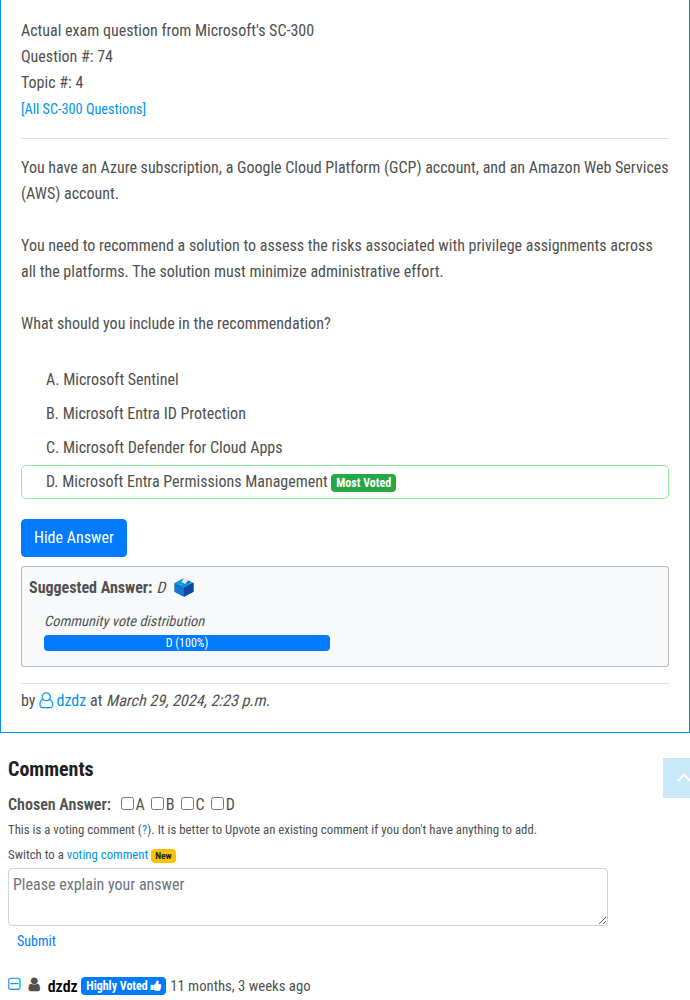 Actual exam question from Microsoft's SC-300
Question #: 74
Topic #: 4
[All SC-300 Questions]
You have an Azure subscription, a Google Cloud Platform (GCP) account, and an Amazon Web Services
(AWS) account.
You need to recommend a solution to assess the risks associated with privilege assignments across
all the platforms. The solution must minimize administrative effort.
What should you include in the recommendation?
A. Microsoft Sentinel
B. Microsoft Entra ID Protection
C. Microsoft Defender for Cloud Apps
D. Microsoft Entra Permissions Management Most Voted
Hide Answer
Suggested Answer: D
Community vote distribution
D (100%)
by dzdz at March 29, 2024, 2:23 p.m.
Comments
Chosen Answer: A B C D
This is a voting comment (?). It is better to Upvote an existing comment if you don't have anything to add.
Switch to a voting comment New
Please explain your answer
Submit
dzdz Highly Voted 11 months, 3 weeks ago